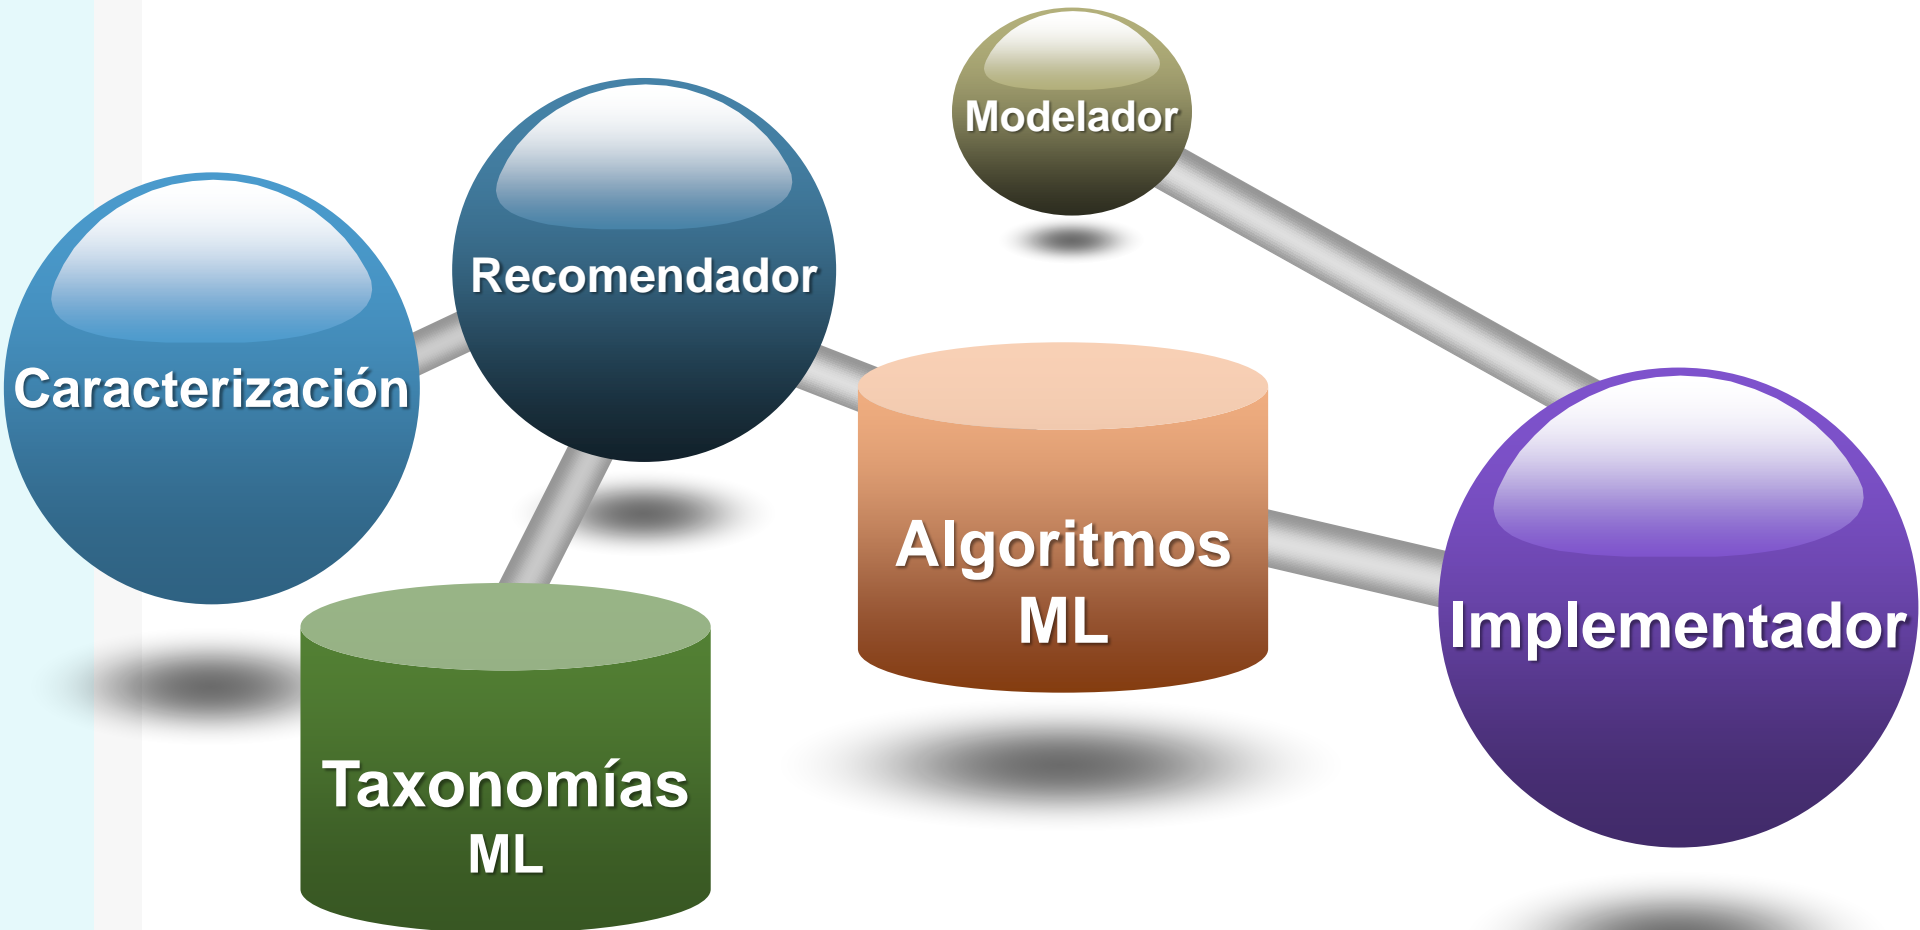 Modelador
Recomendador
Caracterización
Algoritmos
ML
Implementador
Taxonomías
ML